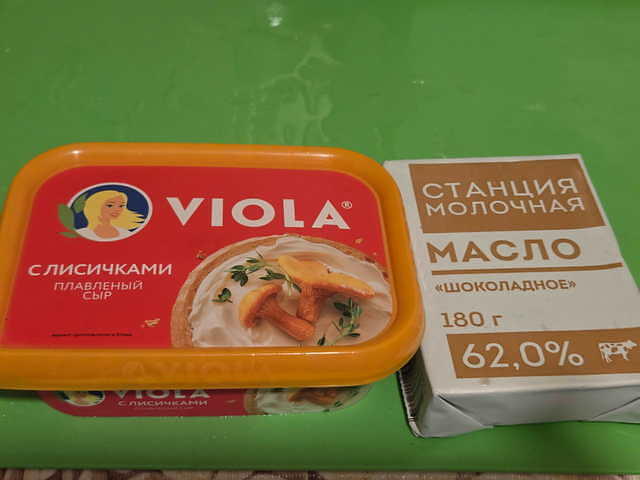 VIOLA®
С ЛИСИЧКАМИ
ПЛАВЛЕНЫЙ
СЫР
VIOLA
С ЛИСИЧКАМИ
СТАНЦИЯ
МОЛОЧНАЯ
МАСЛО
«ШОКОЛАДНОЕ»
180 г
62,0%